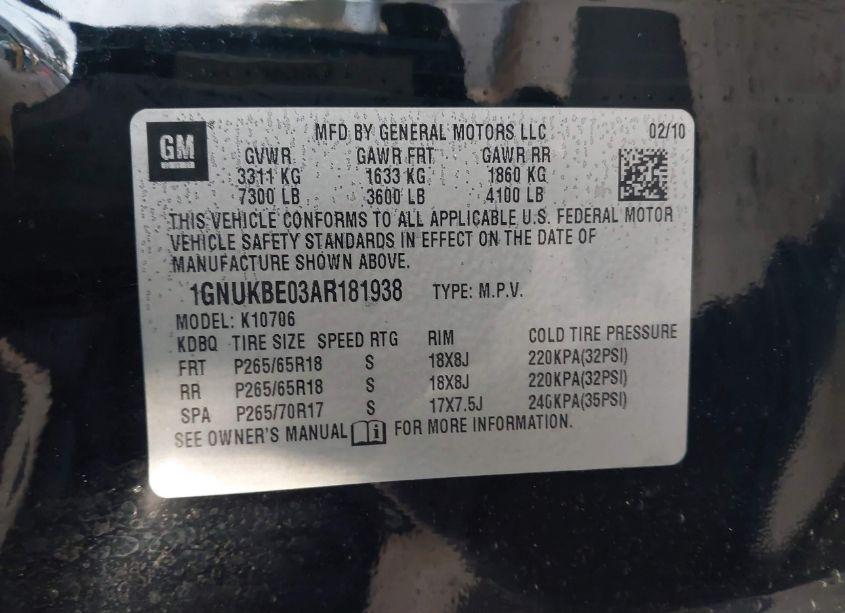 GM
MFD BY GENERAL MOTORS LLC 02/10
GVWR GAWR FRT GAWR RR
3311 KG 1633 KG 1860 KG
7300 LB 3600 LB 4100 LB
THIS VEHICLE CONFORMS TO ALL APPLICABLE U.S. FEDERAL MOTOR
VEHICLE SAFETY STANDARDS IN EFFECT ON THE DATE OF
MANUFACTURE SHOWN ABOVE.
1GNUKBE03AR181938 TYPE: M.P.V.
MODEL: K10706
KDBQ TIRE SIZE SPEED RTG RIM COLD TIRE PRESSURE
FRT P265/65R18 S 18X8J 220KPA(32PSI)
RR P265/65R18 S 18X8J 220KPA(32PSI)
SPA P265/70R17 S 17X7.5J 240KPA(35PSI)
SEE OWNER'S MANUAL FOR MORE INFORMATION.